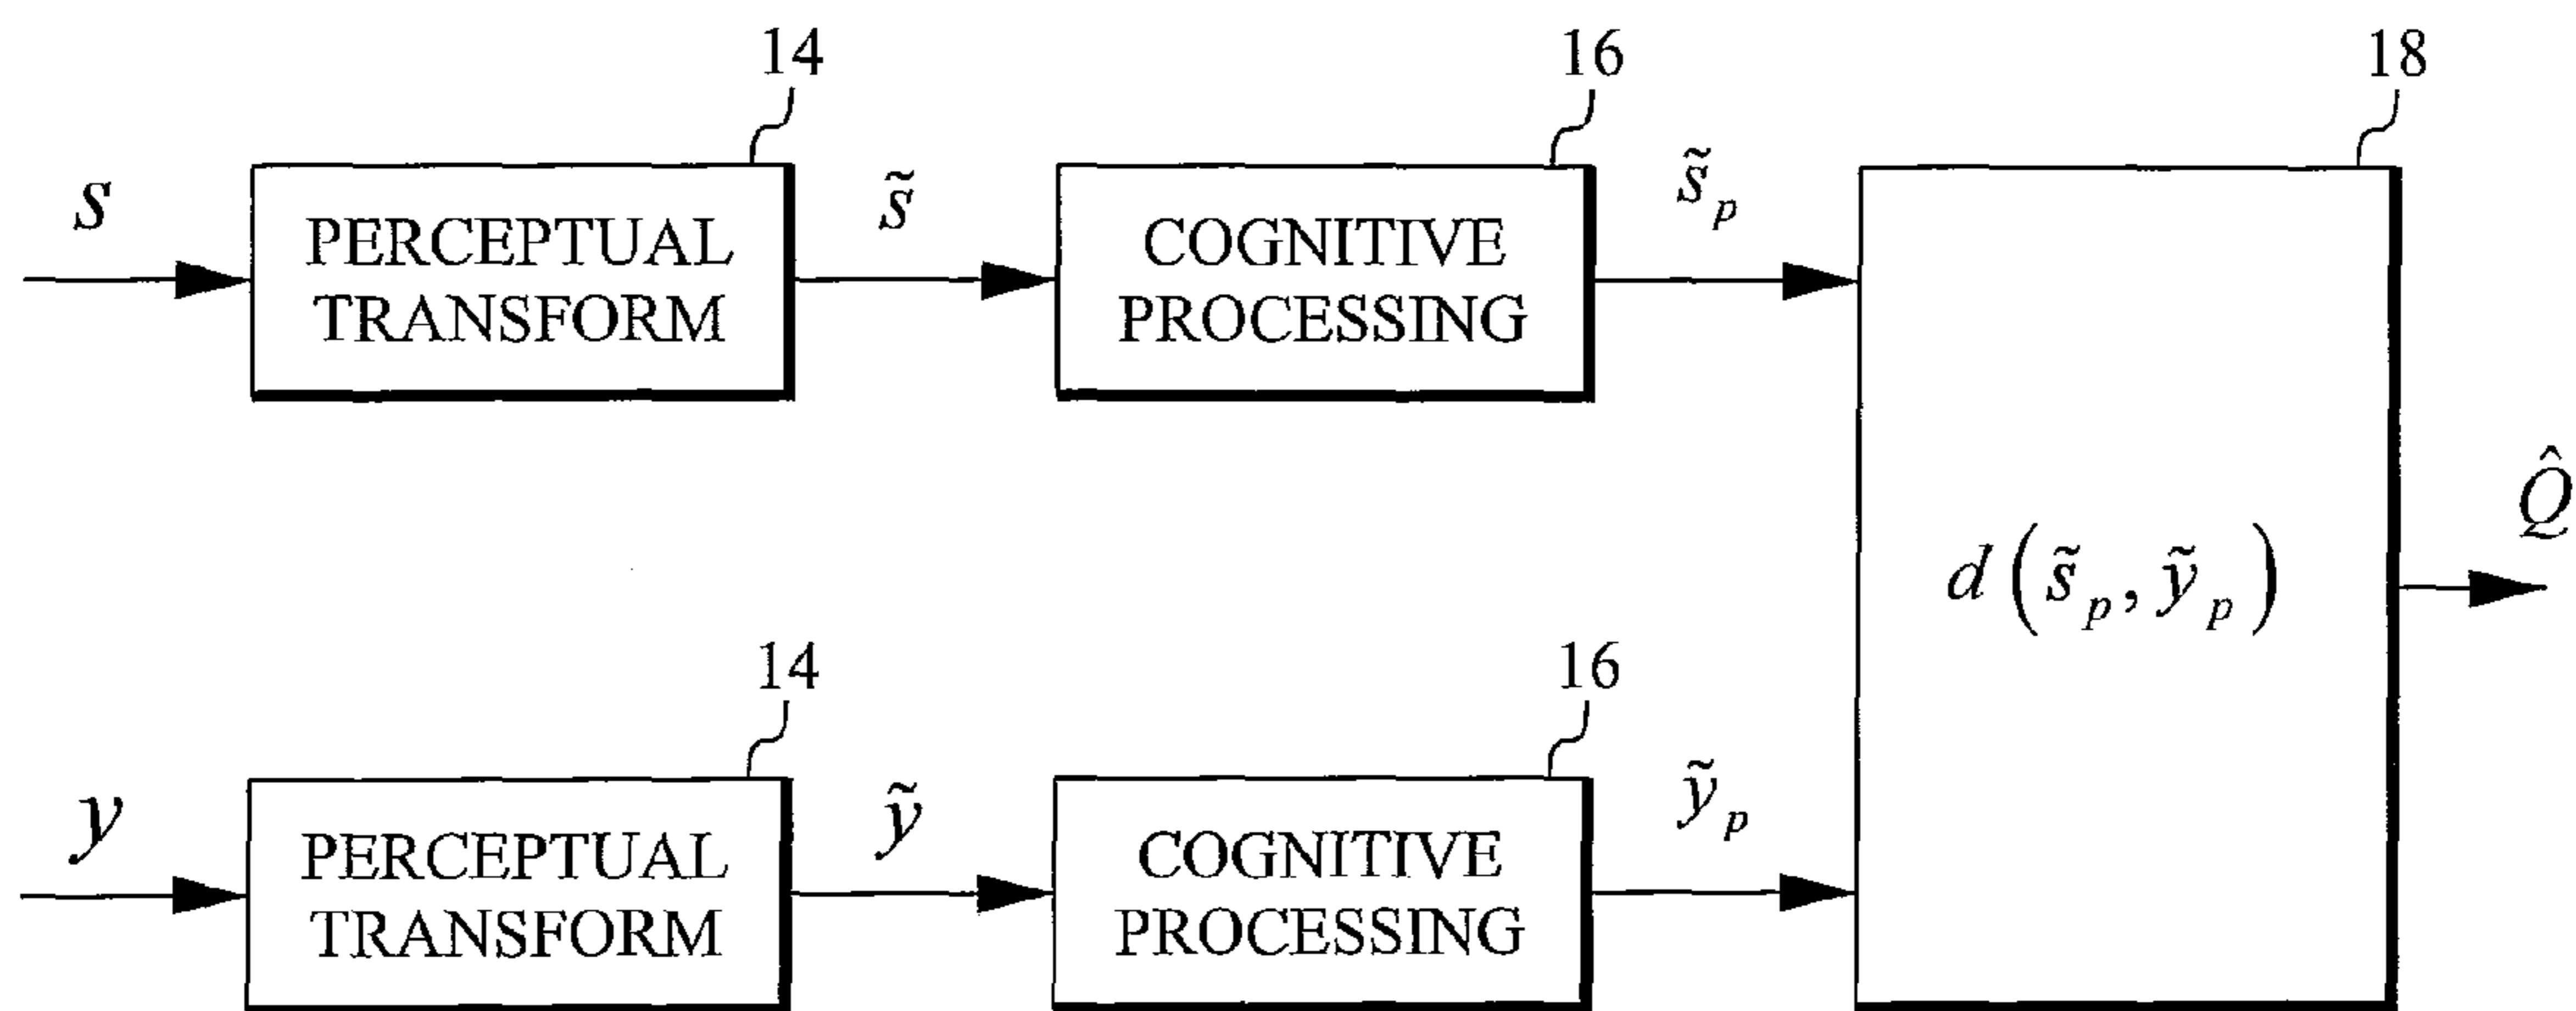 14
16
18
s
PERCEPTUAL
TRANSFORM
s̃
COGNITIVE
PROCESSING
s̃ₚ
d(s̃ₚ, ỹₚ)
Q̂
14
16
y
PERCEPTUAL
TRANSFORM
ỹ
COGNITIVE
PROCESSING
ỹₚ